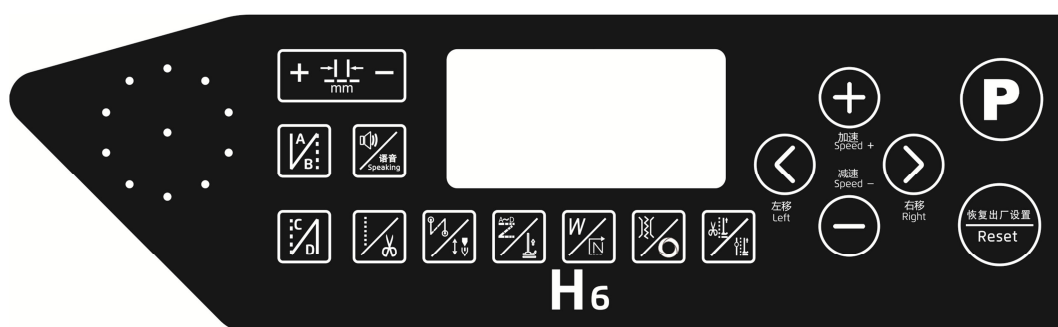 + − 
mm
P
加速
Speed +
A
B
语音
Speaking
减速
Speed −
左移
Left
右移
Right
恢复出厂设置
Reset
C
D
A—D
W
N
H6